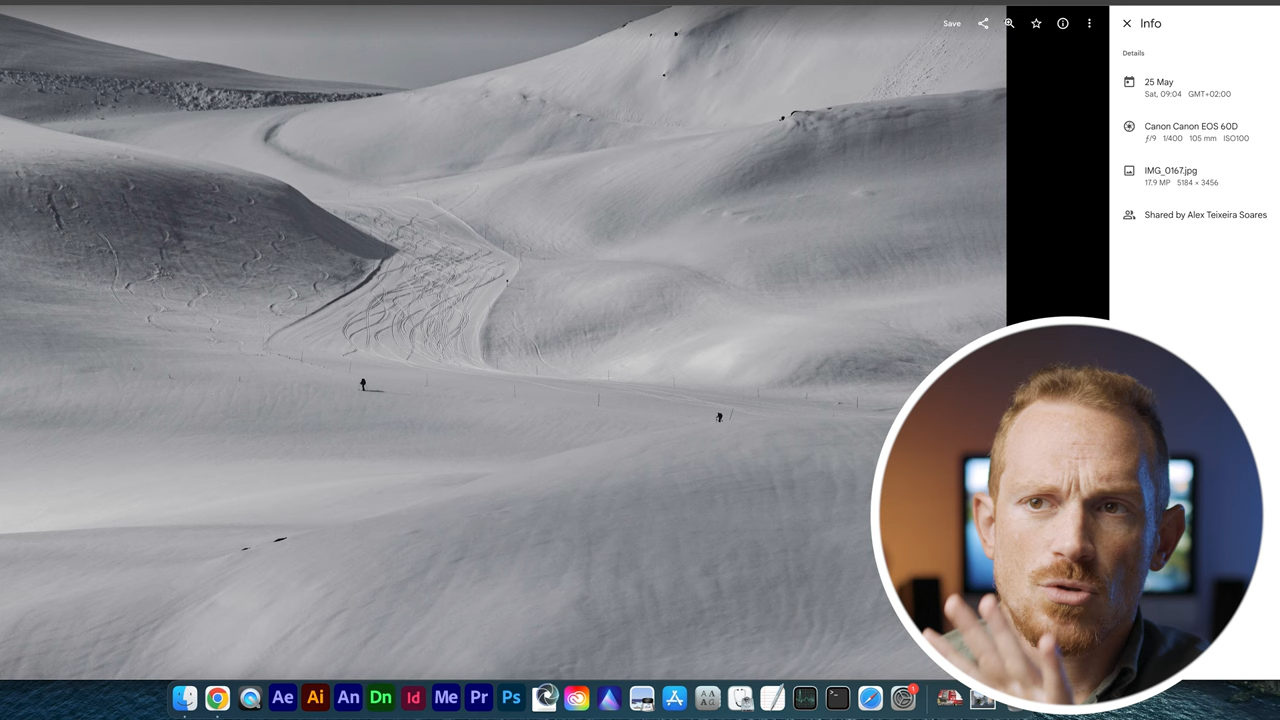 Save
Info
Details
25 May
Sat, 09:04 GMT+02:00
Canon Canon EOS 60D
ƒ/9 1/400 105 mm ISO100
IMG_0167.jpg
17.9 MP 5184 × 3456
Shared by Alex Teixeira Soares
Ae Ai An Dn Id Me Pr Ps 1